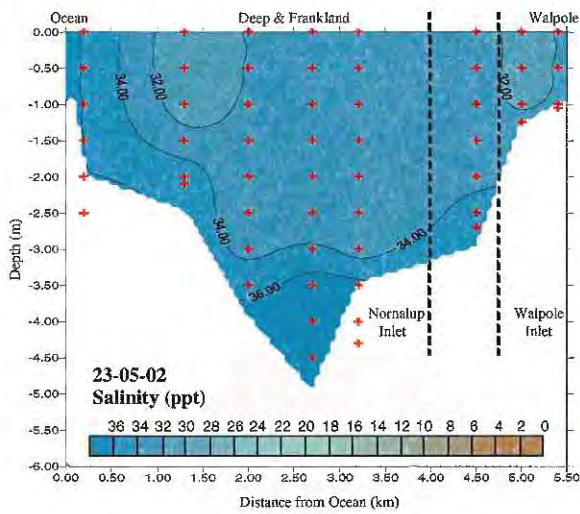 Ocean Deep & Frankland Walpole
0.00
-0.50
-1.00
-1.50
-2.00
-2.50
-3.00
-3.50
-4.00
-4.50
-5.00
-5.50
-6.00
Depth (m)
34.00
32.00
32.00
34.00
34.00
36.00
Nornalup Inlet
Walpole Inlet
23-05-02
Salinity (ppt)
36 34 32 30 28 26 24 22 20 18 16 14 12 10 8 6 4 2 0
0.00 0.50 1.00 1.50 2.00 2.50 3.00 3.50 4.00 4.50 5.00 5.50
Distance from Ocean (km)